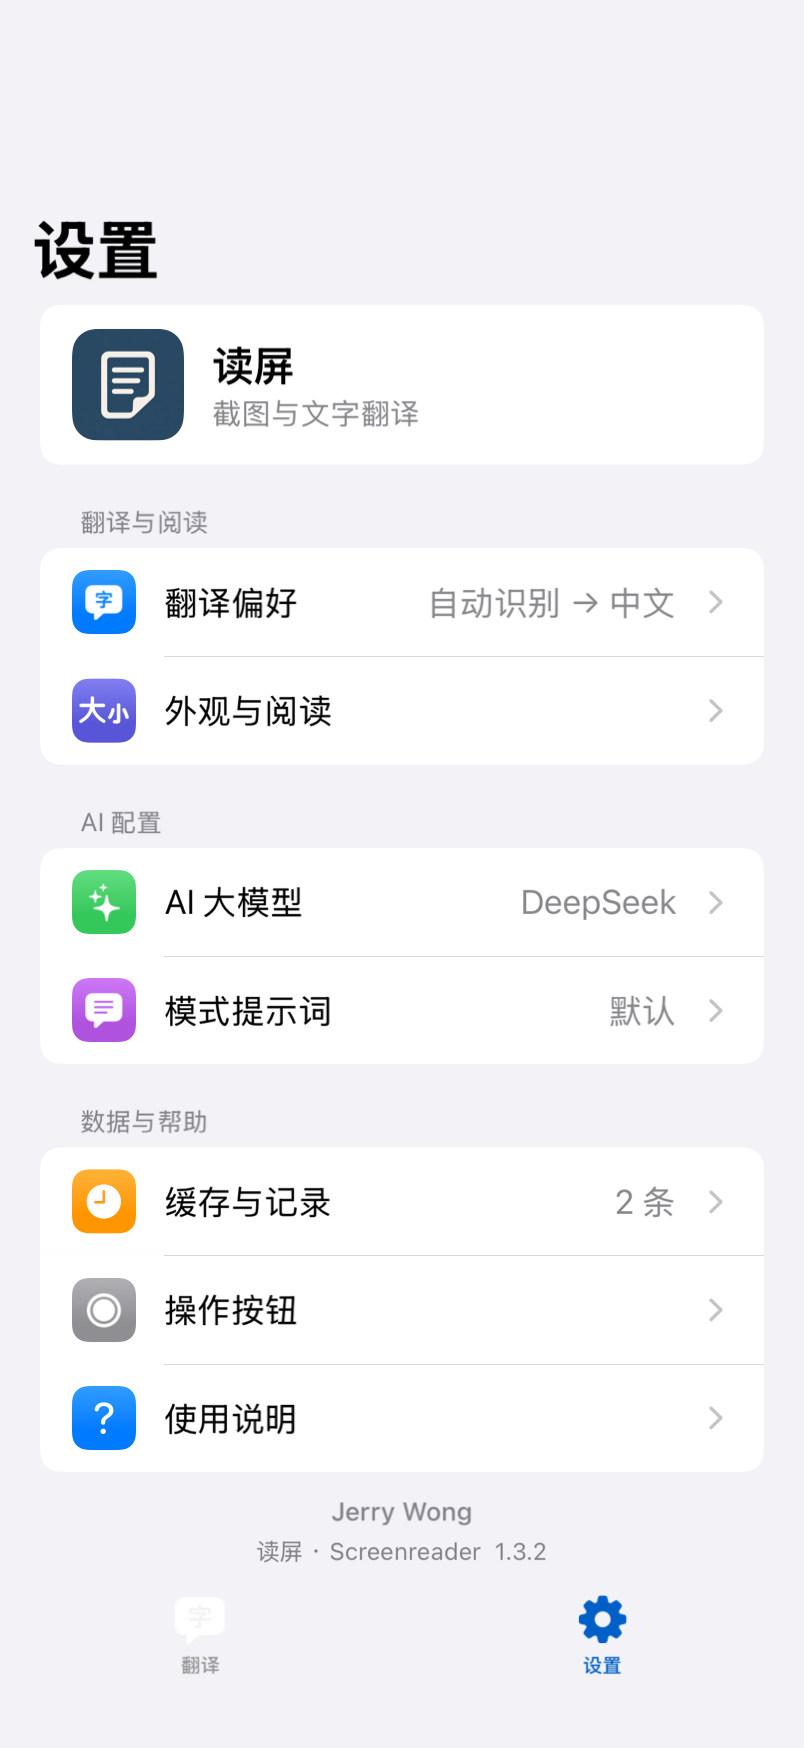 设置
读屏
截图与文字翻译
翻译与阅读
字
翻译偏好 自动识别 → 中文
大小
外观与阅读
AI 配置
AI 大模型 DeepSeek
模式提示词 默认
数据与帮助
缓存与记录 2 条
操作按钮
?
使用说明
Jerry Wong
读屏 · Screenreader 1.3.2
字
翻译 设置